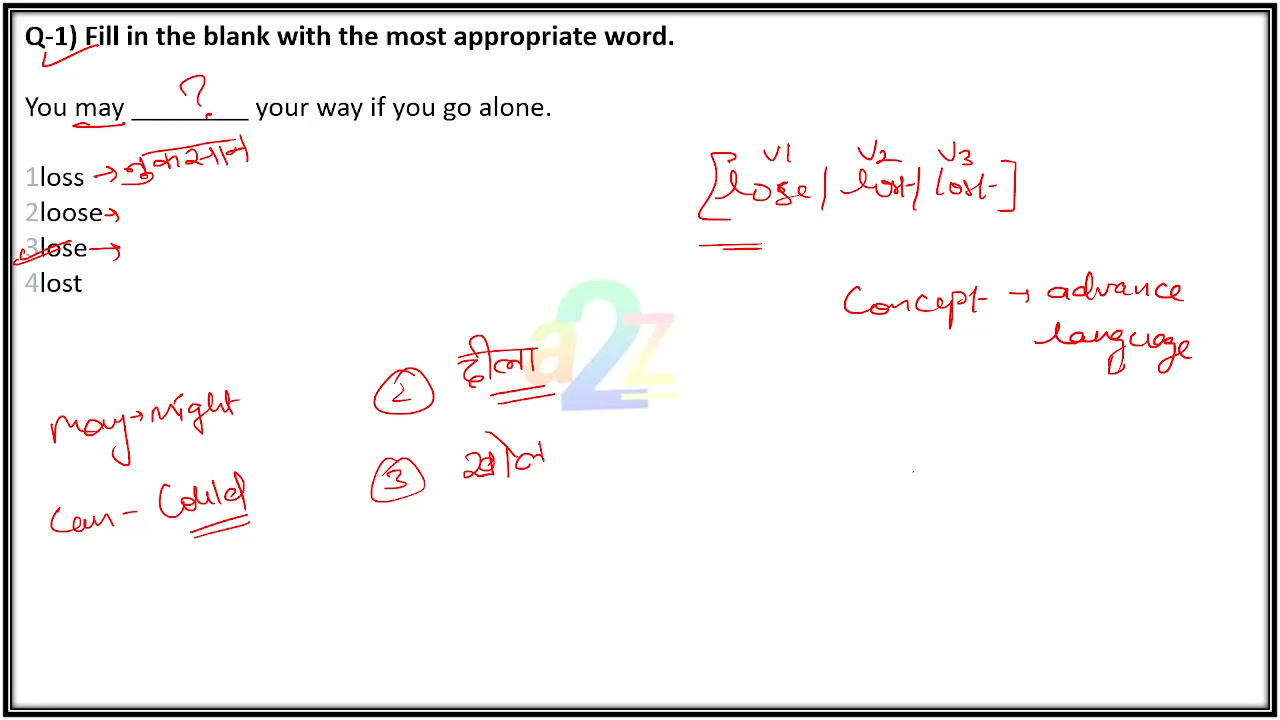 Q-1) Fill in the blank with the most appropriate word.
You may ________ your way if you go alone.
?
1loss → नुकसान
2loose→
3lose →
4lost
V1 V2 V3
[lose/ lost/ lost]
Concept → advance
language
may → might
can - Could
2 ढीला
3
a2z